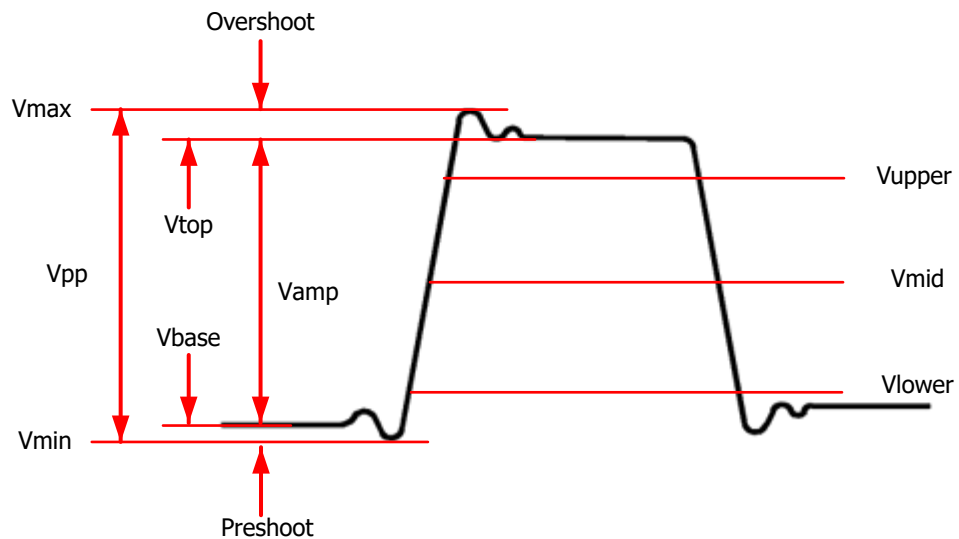 Overshoot
Vmax
Vupper
Vtop
Vpp
Vmid
Vamp
Vbase
Vlower
Vmin
Preshoot